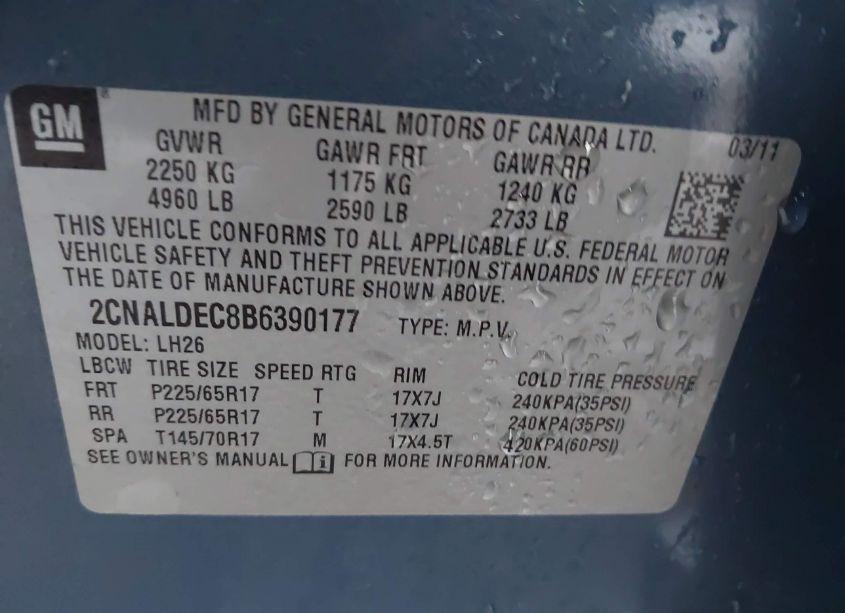 GM
MFD BY GENERAL MOTORS OF CANADA LTD. 03/11
GVWR GAWR FRT GAWR RR
2250 KG 1175 KG 1240 KG
4960 LB 2590 LB 2733 LB
THIS VEHICLE CONFORMS TO ALL APPLICABLE U.S. FEDERAL MOTOR
VEHICLE SAFETY AND THEFT PREVENTION STANDARDS IN EFFECT ON
THE DATE OF MANUFACTURE SHOWN ABOVE.
2CNALDEC8B6390177 TYPE: M.P.V.
MODEL: LH26
LBCW TIRE SIZE SPEED RTG RIM COLD TIRE PRESSURE
FRT P225/65R17 T 17X7J 240KPA(35PSI)
RR P225/65R17 T 17X7J 240KPA(35PSI)
SPA T145/70R17 M 17X4.5T 420KPA(60PSI)
SEE OWNER'S MANUAL FOR MORE INFORMATION.